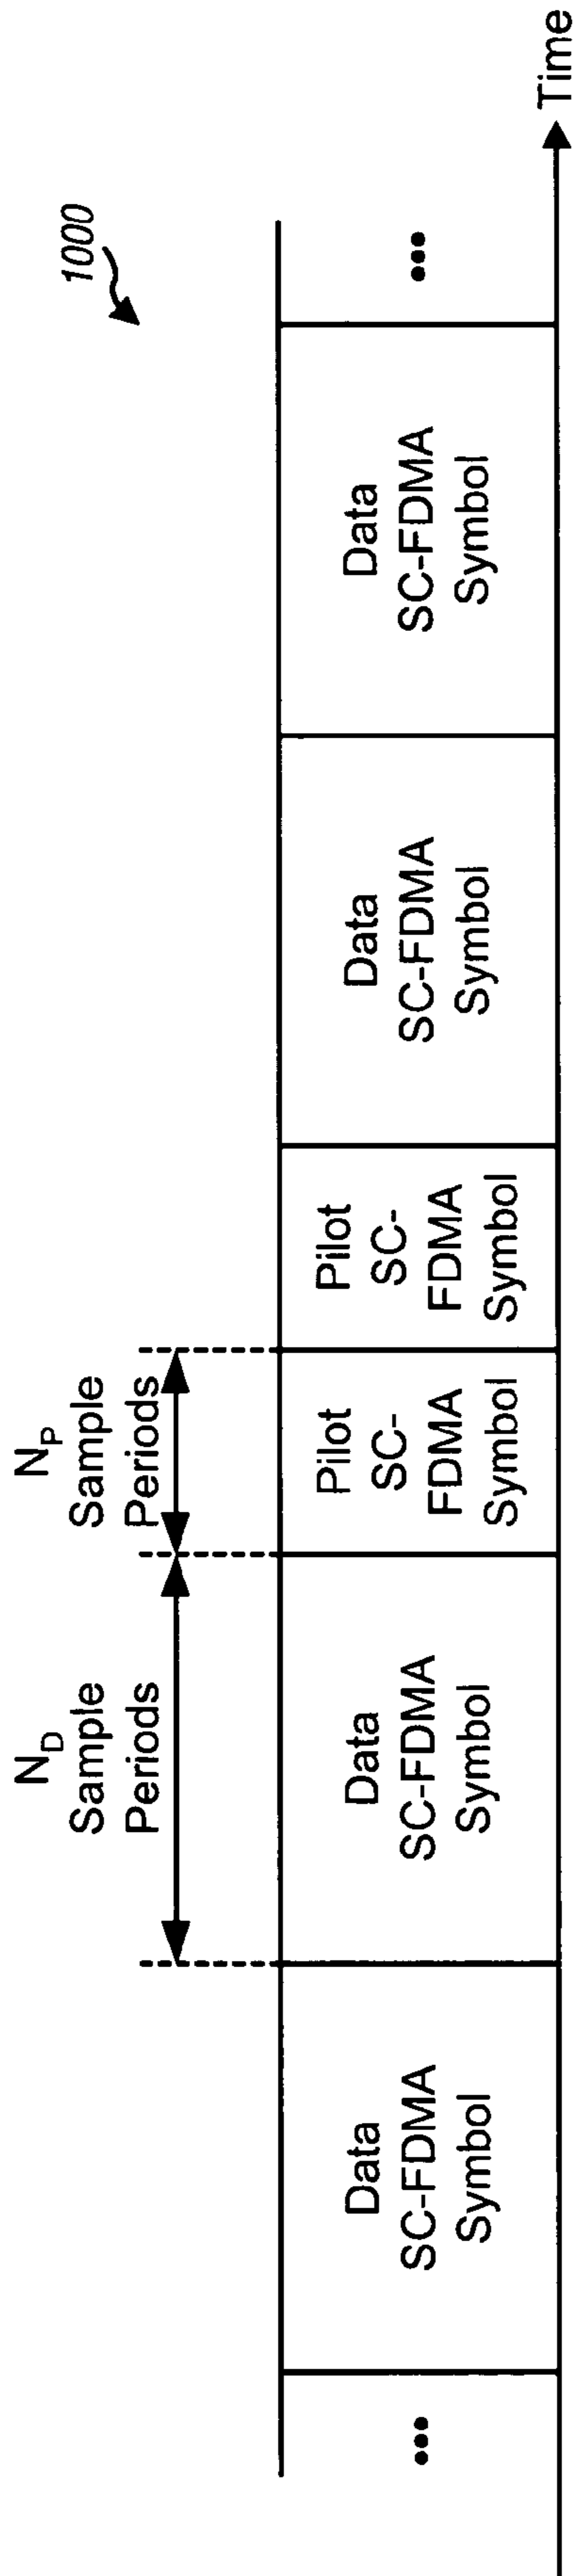 1000
N_D
Sample
Periods
N_P
Sample
Periods
...
Data
SC-FDMA
Symbol
Data
SC-FDMA
Symbol
Pilot
SC-
FDMA
Symbol
Pilot
SC-
FDMA
Symbol
Data
SC-FDMA
Symbol
Data
SC-FDMA
Symbol
...
Time